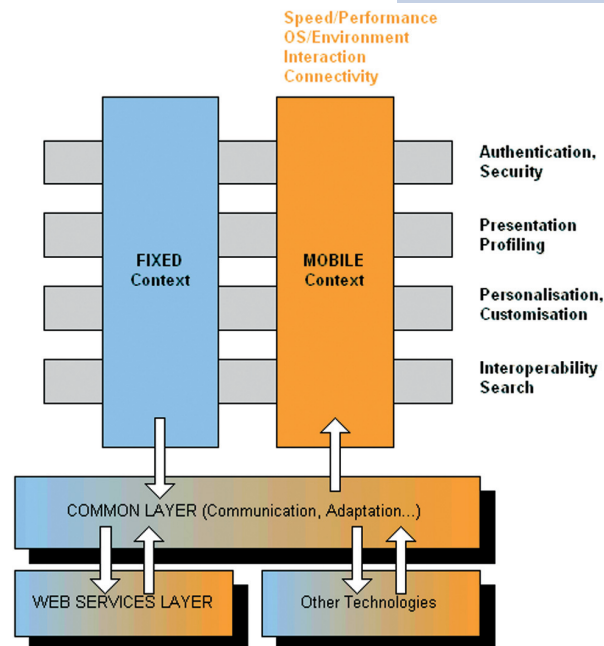 Speed/Performance
OS/Environment
Interaction
Connectivity
Authentication,
Security
Presentation
Profiling
FIXED
Context
MOBILE
Context
Personalisation,
Customisation
Interoperability
Search
COMMON LAYER (Communication, Adaptation...)
WEB SERVICES LAYER
Other Technologies